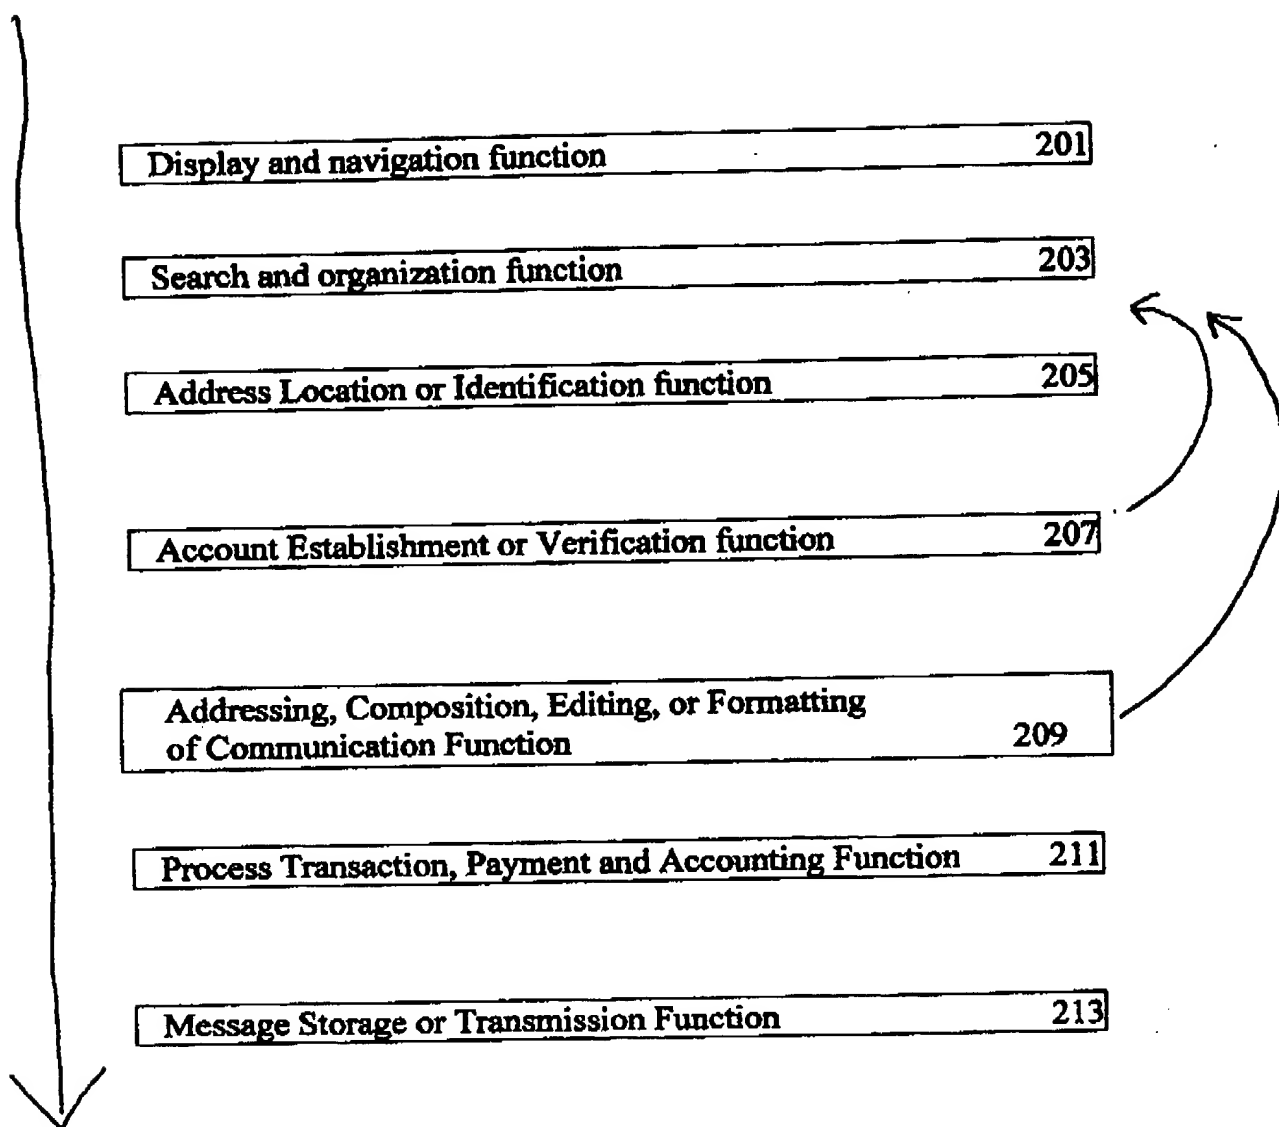 Display and navigation function 201
Search and organization function 203
Address Location or Identification function 205
Account Establishment or Verification function 207
Addressing, Composition, Editing, or Formatting
of Communication Function 209
Process Transaction, Payment and Accounting Function 211
Message Storage or Transmission Function 213